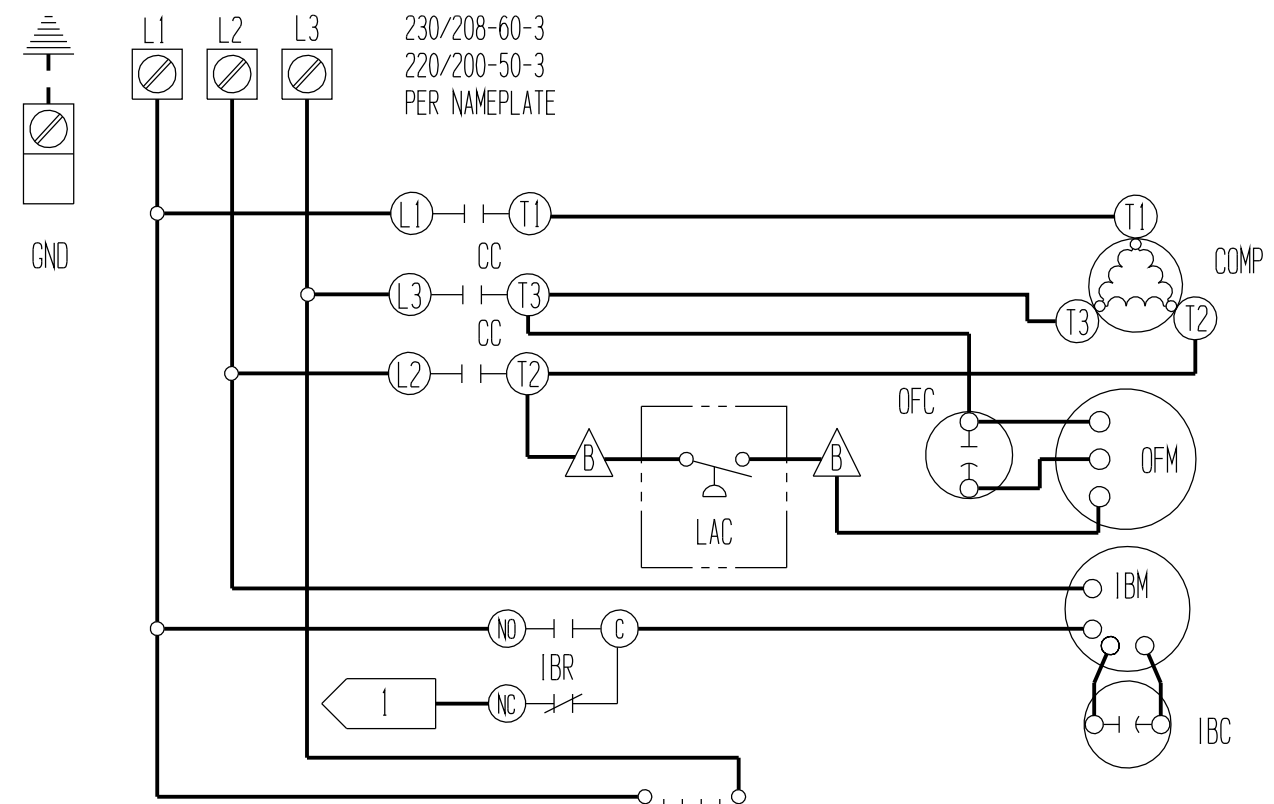 L1 L2 L3 230/208-60-3
220/200-50-3
PER NAMEPLATE
GND
L1 T1 T1
CC
COMP
L3 T3
T3 T2
CC
L2 T2
OFC
B B
OFM
LAC
IBM
NO C
IBR
1 NC
IBC